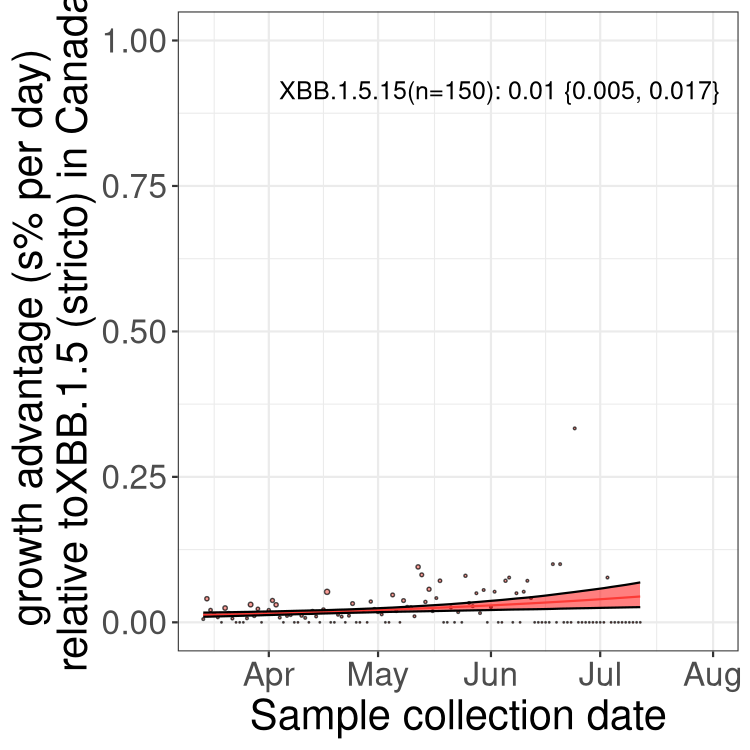 growth advantage (s% per day)
relative toXBB.1.5 (stricto) in Canada
1.00
0.75
0.50
0.25
0.00
XBB.1.5.15(n=150): 0.01 {0.005, 0.017}
Apr May Jun Jul Aug
Sample collection date